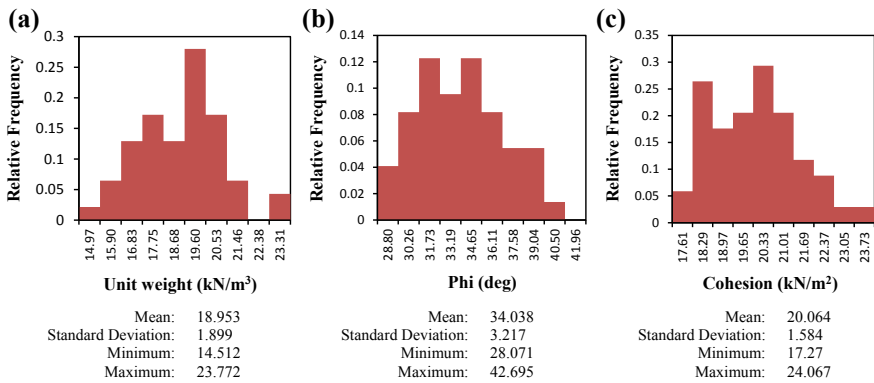 (a)
Relative Frequency
0.3
0.25
0.2
0.15
0.1
0.05
0
14.97 15.90 16.83 17.75 18.68 19.60 20.53 21.46 22.38 23.31
Unit weight (kN/m³)
Mean: 18.953
Standard Deviation: 1.899
Minimum: 14.512
Maximum: 23.772
(b)
Relative Frequency
0.14
0.12
0.1
0.08
0.06
0.04
0.02
0
28.80 30.26 31.73 33.19 34.65 36.11 37.58 39.04 40.50 41.96
Phi (deg)
Mean: 34.038
Standard Deviation: 3.217
Minimum: 28.071
Maximum: 42.695
(c)
Relative Frequency
0.35
0.3
0.25
0.2
0.15
0.1
0.05
0
17.61 18.29 18.97 19.65 20.33 21.01 21.69 22.37 23.05 23.73
Cohesion (kN/m²)
Mean: 20.064
Standard Deviation: 1.584
Minimum: 17.27
Maximum: 24.067